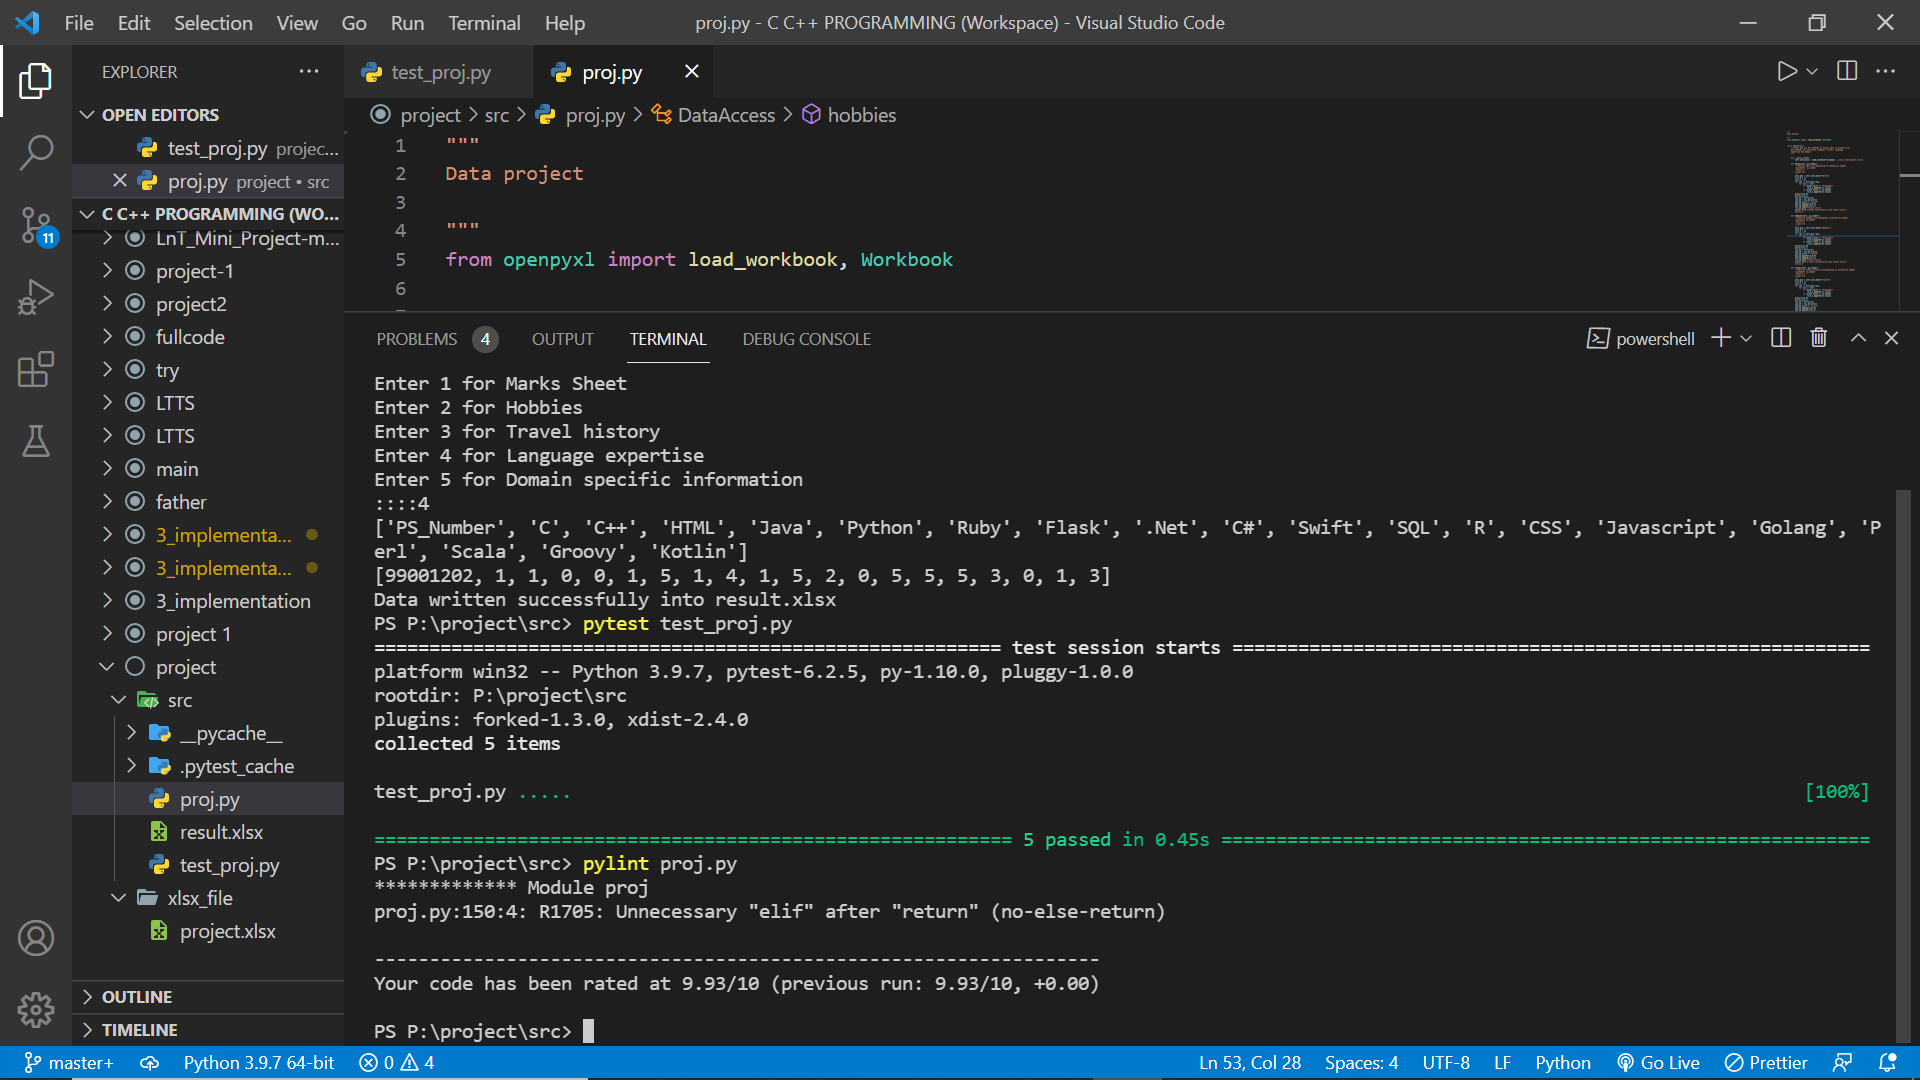 File Edit Selection View Go Run Terminal Help
proj.py - C C++ PROGRAMMING (Workspace) - Visual Studio Code
EXPLORER
OPEN EDITORS
test_proj.py projec...
proj.py project • src
C C++ PROGRAMMING (WO...
LnT_Mini_Project-m...
project-1
project2
fullcode
try
LTTS
LTTS
main
father
3_implementa...
3_implementa...
3_implementation
project 1
project
src
__pycache__
.pytest_cache
proj.py
result.xlsx
test_proj.py
xlsx_file
project.xlsx
OUTLINE
TIMELINE
11
test_proj.py
proj.py
project > src > proj.py > DataAccess > hobbies
1 """
2 Data project
3
4 """
5 from openpyxl import load_workbook, Workbook
6
PROBLEMS 4 OUTPUT TERMINAL DEBUG CONSOLE
powershell
Enter 1 for Marks Sheet
Enter 2 for Hobbies
Enter 3 for Travel history
Enter 4 for Language expertise
Enter 5 for Domain specific information
::::4
['PS_Number', 'C', 'C++', 'HTML', 'Java', 'Python', 'Ruby', 'Flask', '.Net', 'C#', 'Swift', 'SQL', 'R', 'CSS', 'Javascript', 'Golang', 'P
erl', 'Scala', 'Groovy', 'Kotlin']
[99001202, 1, 1, 0, 0, 1, 5, 1, 4, 1, 5, 2, 0, 5, 5, 5, 3, 0, 1, 3]
Data written successfully into result.xlsx
PS P:\project\src> pytest test_proj.py
========================================================= test session starts ==========================================================
platform win32 -- Python 3.9.7, pytest-6.2.5, py-1.10.0, pluggy-1.0.0
rootdir: P:\project\src
plugins: forked-1.3.0, xdist-2.4.0
collected 5 items
test_proj.py ..... [100%]
========================================================== 5 passed in 0.45s ===========================================================
PS P:\project\src> pylint proj.py
************* Module proj
proj.py:150:4: R1705: Unnecessary "elif" after "return" (no-else-return)
------------------------------------------------------------------
Your code has been rated at 9.93/10 (previous run: 9.93/10, +0.00)
PS P:\project\src>
master+ Python 3.9.7 64-bit 0 4 Ln 53, Col 28 Spaces: 4 UTF-8 LF Python Go Live Prettier